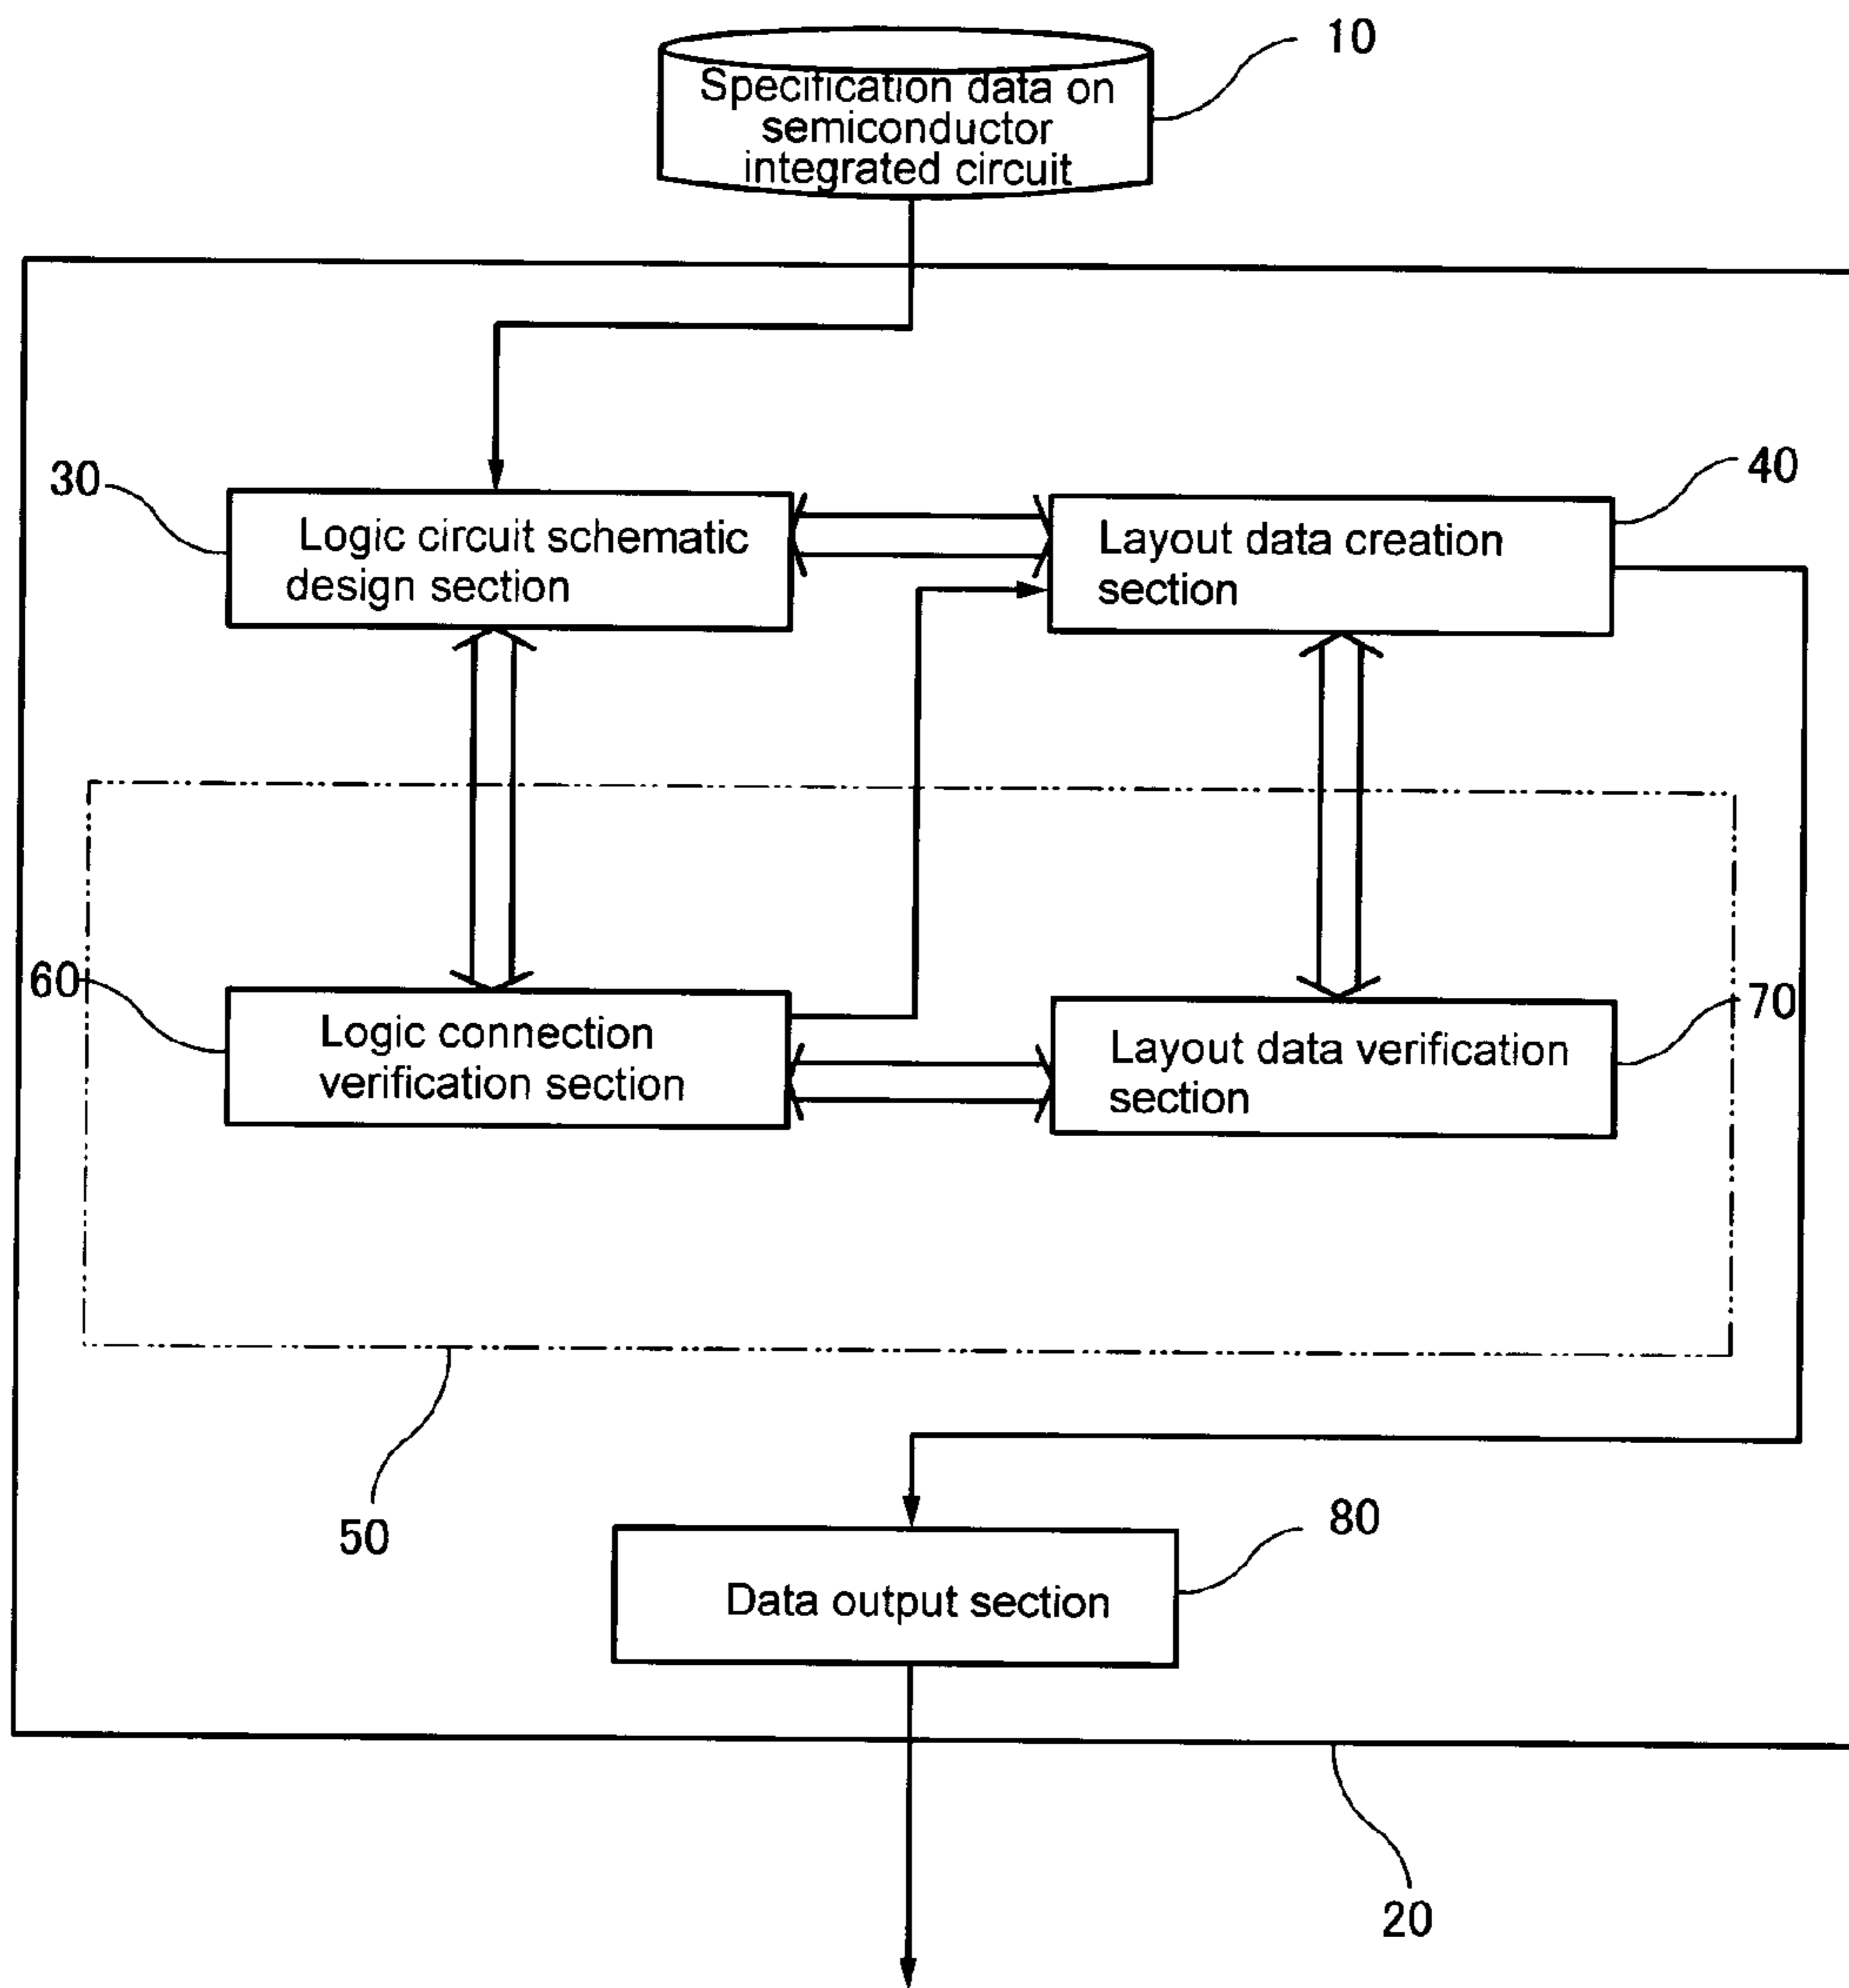 10
Specification data on
semiconductor
integrated circuit
30
40
Logic circuit schematic
design section
Layout data creation
section
60
70
Logic connection
verification section
Layout data verification
section
50
80
Data output section
20